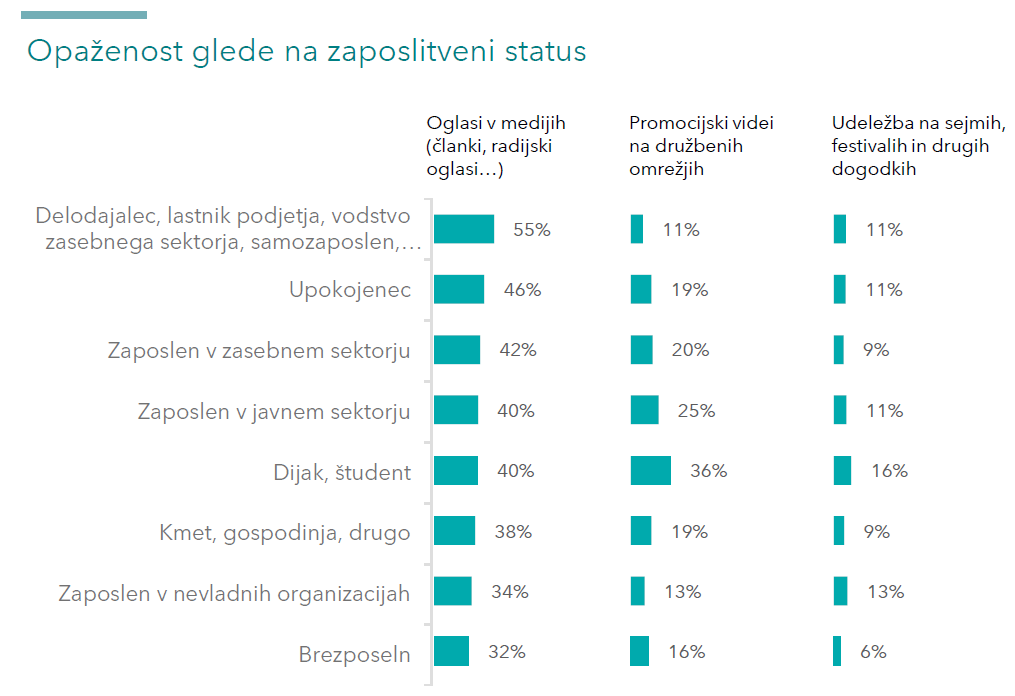 Opaženost glede na zaposlitveni status
Oglasi v medijih
(članki, radijski
oglasi…)
Promocijski videi
na družbenih
omrežjih
Udeležba na sejmih,
festivalih in drugih
dogodkih
Delodajalec, lastnik podjetja, vodstvo
zasebnega sektorja, samozaposlen,…
55%
11%
11%
Upokojenec
46%
19%
11%
Zaposlen v zasebnem sektorju
42%
20%
9%
Zaposlen v javnem sektorju
40%
25%
11%
Dijak, študent
40%
36%
16%
Kmet, gospodinja, drugo
38%
19%
9%
Zaposlen v nevladnih organizacijah
34%
13%
13%
Brezposeln
32%
16%
6%